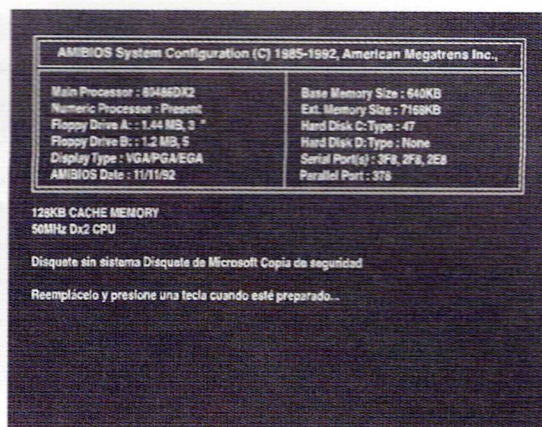 AMIBIOS System Configuration (C) 1985-1992, American Megatrens Inc.,
Main Processor : 80486DX2
Numeric Processor : Present
Floppy Drive A: : 1.44 MB, 3 "
Floppy Drive B: : 1.2 MB, 5
Display Type : VGA/PGA/EGA
AMIBIOS Date : 11/11/92
Base Memory Size : 640KB
Ext. Memory Size : 7168KB
Hard Disk C: Type : 47
Hard Disk D: Type : None
Serial Port(s) : 3F8, 2F8, 2E8
Parallel Port : 378
128KB CACHE MEMORY
50MHz Dx2 CPU
Disquete sin sistema Disquete de Microsoft Copia de seguridad
Reemplácelo y presione una tecla cuando esté preparado...